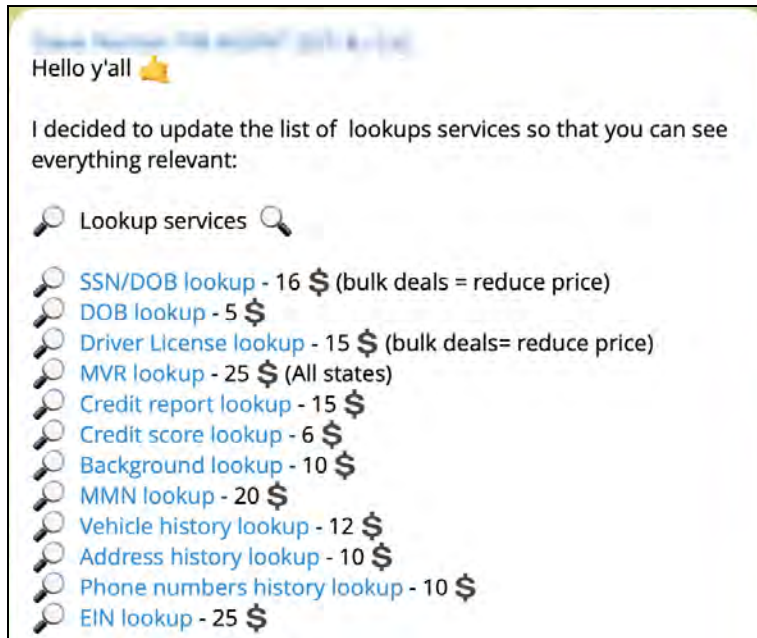 Hello y'all 🤙
I decided to update the list of lookups services so that you can see
everything relevant:
🔎 Lookup services 🔍
🔎 SSN/DOB lookup - 16 💲 (bulk deals = reduce price)
🔎 DOB lookup - 5 💲
🔎 Driver License lookup - 15 💲 (bulk deals= reduce price)
🔎 MVR lookup - 25 💲 (All states)
🔎 Credit report lookup - 15 💲
🔎 Credit score lookup - 6 💲
🔎 Background lookup - 10 💲
🔎 MMN lookup - 20 💲
🔎 Vehicle history lookup - 12 💲
🔎 Address history lookup - 10 💲
🔎 Phone numbers history lookup - 10 💲
🔎 EIN lookup - 25 💲